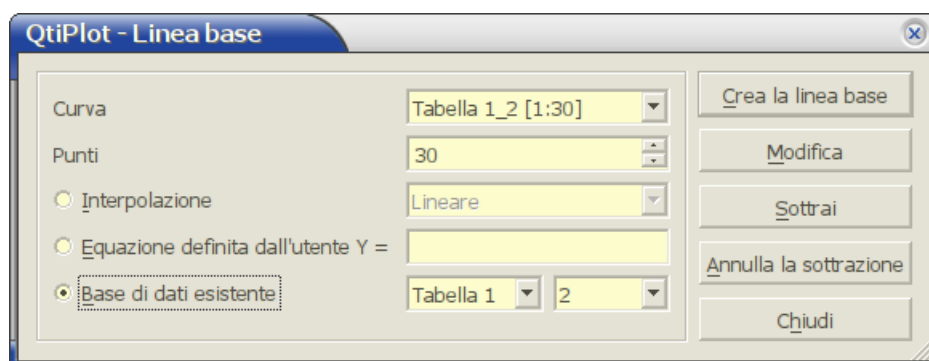 QtiPlot - Linea base
Curva
Tabella 1_2 [1:30]
Crea la linea base
Punti
30
Modifica
Interpolazione
Lineare
Sottrai
Equazione definita dall'utente Y =
Annulla la sottrazione
Base di dati esistente
Tabella 1
2
Chiudi